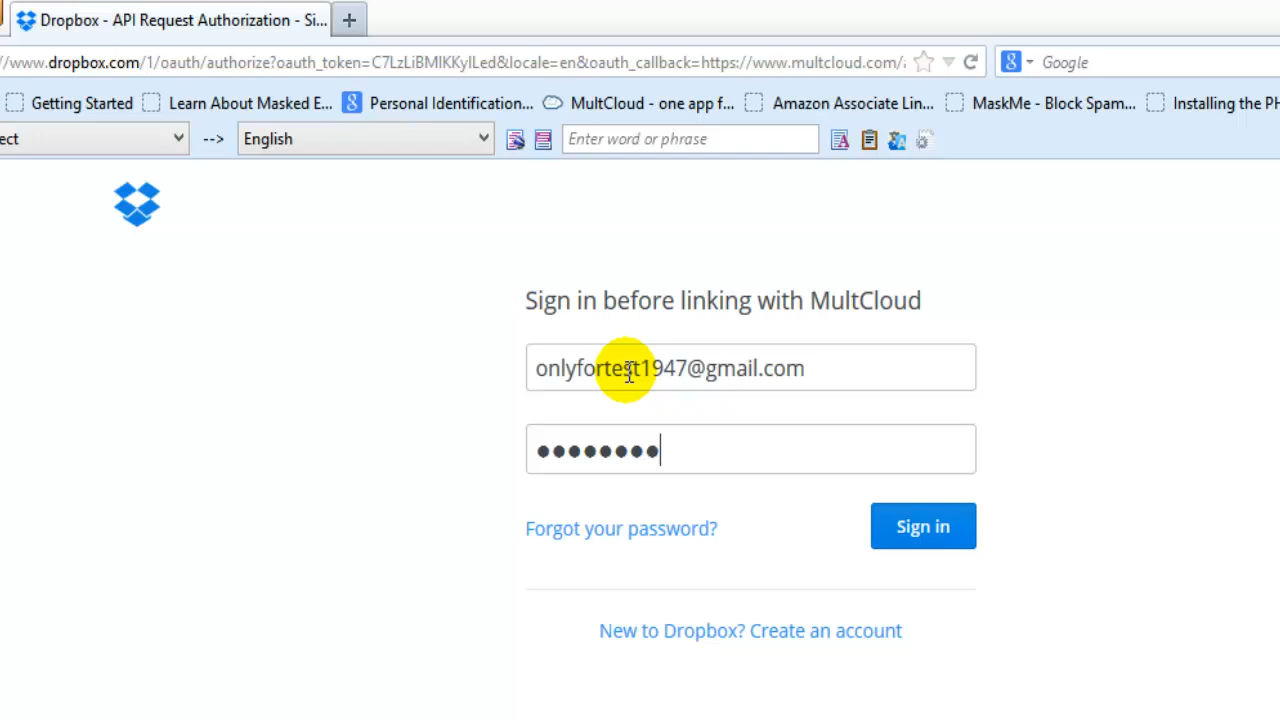 Dropbox - API Request Authorization - Si...
//www.dropbox.com/1/oauth/authorize?oauth_token=C7LzLiBMIKKylLed&locale=en&oauth_callback=https://www.multcloud.com/
Google
Getting Started Learn About Masked E... Personal Identification... MultCloud - one app f... Amazon Associate Lin... MaskMe - Block Spam... Installing the PH
ect --> English Enter word or phrase
Sign in before linking with MultCloud
onlyfortest1947@gmail.com
Forgot your password? Sign in
New to Dropbox? Create an account